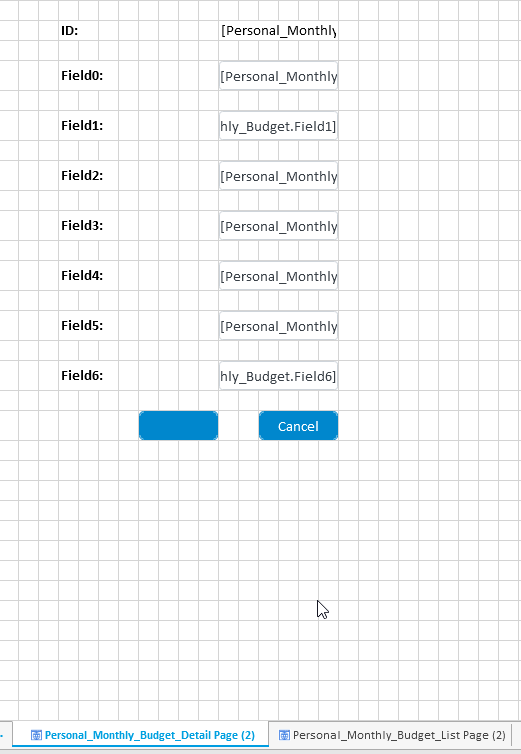 ID: [Personal_Monthly
Field0: [Personal_Monthly
Field1: hly_Budget.Field1]
Field2: [Personal_Monthly
Field3: [Personal_Monthly
Field4: [Personal_Monthly
Field5: [Personal_Monthly
Field6: hly_Budget.Field6]
Cancel
Personal_Monthly_Budget_Detail Page (2) Personal_Monthly_Budget_List Page (2)